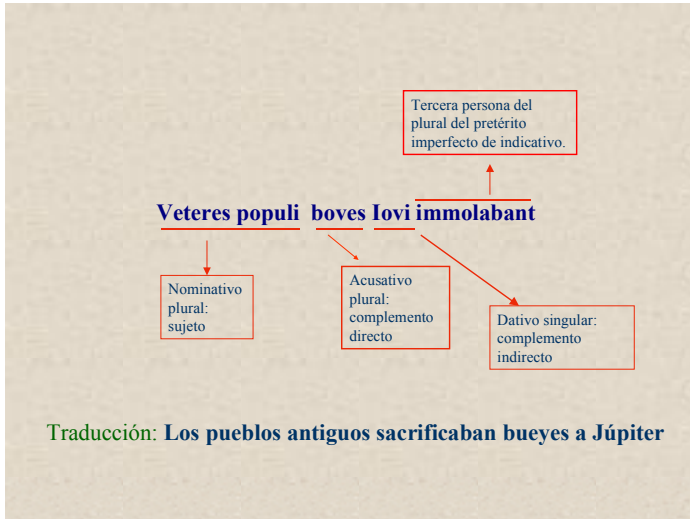 Tercera persona del
plural del pretérito
imperfecto de indicativo.
Veteres populi boves Iovi immolabant
Nominativo
plural:
sujeto
Acusativo
plural:
complemento
directo
Dativo singular:
complemento
indirecto
Traducción: Los pueblos antiguos sacrificaban bueyes a Júpiter